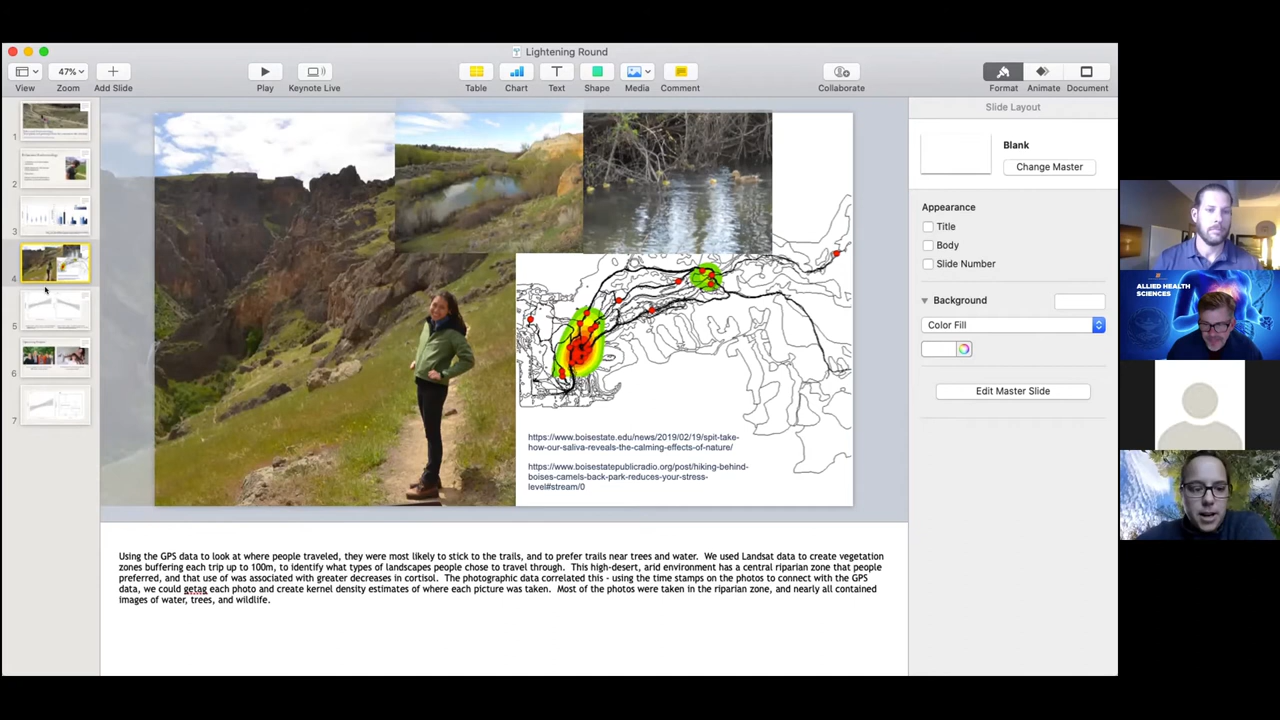 Lightening Round
View
47%
Zoom
Add Slide
Play
Keynote Live
Table
Chart
Text
Shape
Media
Comment
Collaborate
Format
Animate
Document
Slide Layout
Blank
Change Master
Appearance
Title
Body
Slide Number
Background
Color Fill
Edit Master Slide
1
2
3
4
5
6
7
https://www.boisestate.edu/news/2019/02/19/spit-take-
how-our-saliva-reveals-the-calming-effects-of-nature/
https://www.boisestatepublicradio.org/post/hiking-behind-
boises-camels-back-park-reduces-your-stress-
level#stream/0
Using the GPS data to look at where people traveled, they were most likely to stick to the trails, and to prefer trails near trees and water. We used Landsat data to create vegetation
zones buffering each trip up to 100m, to identify what types of landscapes people chose to travel through. This high-desert, arid environment has a central riparian zone that people
preferred, and that use of was associated with greater decreases in cortisol. The photographic data correlated this - using the time stamps on the photos to connect with the GPS
data, we could getag each photo and create kernel density estimates of where each picture was taken. Most of the photos were taken in the riparian zone, and nearly all contained
images of water, trees, and wildlife.
ALLIED HEALTH
SCIENCES